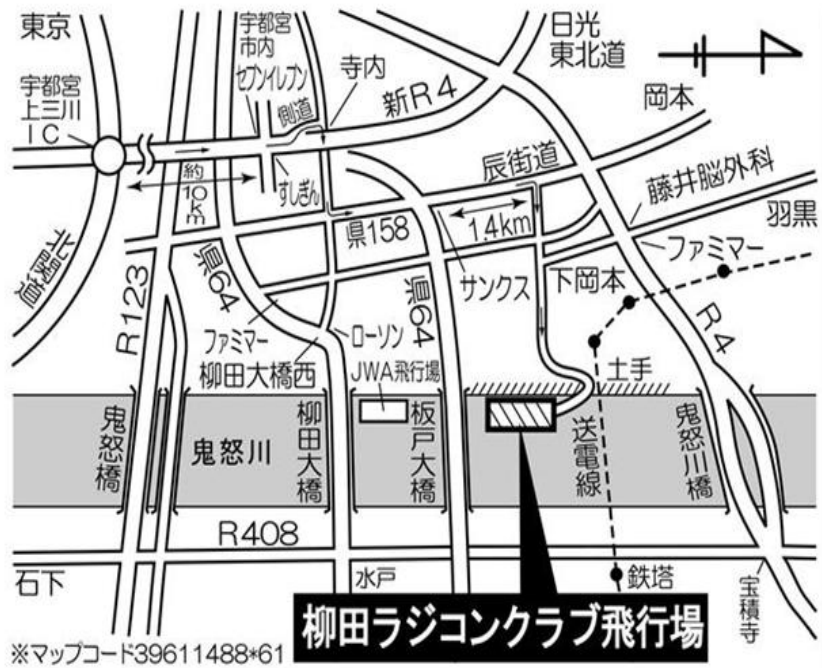 東京
宇都宮
市内
日光
東北道
セブンイレブン
寺内
宇都宮
上三川
IC
側道
新R4
岡本
約
10km
すしぎん
辰街道
藤井脳外科
羽黒
県158
1.4km
ファミマー
北関道
R123
県64
サンクス
下岡本
県64
ファミマー
ローソン
R4
柳田大橋西
JWA飛行場
土手
鬼怒橋
鬼怒川
柳田大橋
板戸大橋
送電線
鬼怒川橋
R408
石下
水戸
鉄塔
宝積寺
柳田ラジコンクラブ飛行場
※マップコード39611488*61